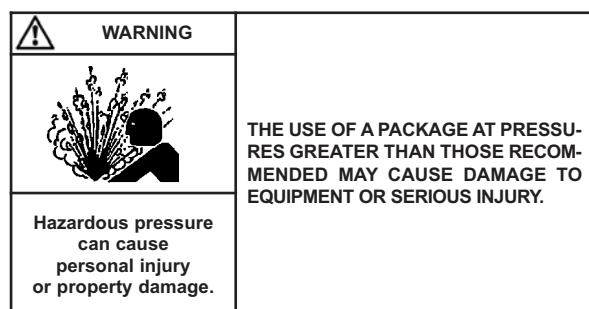 WARNING
Hazardous pressure
can cause
personal injury
or property damage.
THE USE OF A PACKAGE AT PRESSU-
RES GREATER THAN THOSE RECOM-
MENDED MAY CAUSE DAMAGE TO
EQUIPMENT OR SERIOUS INJURY.